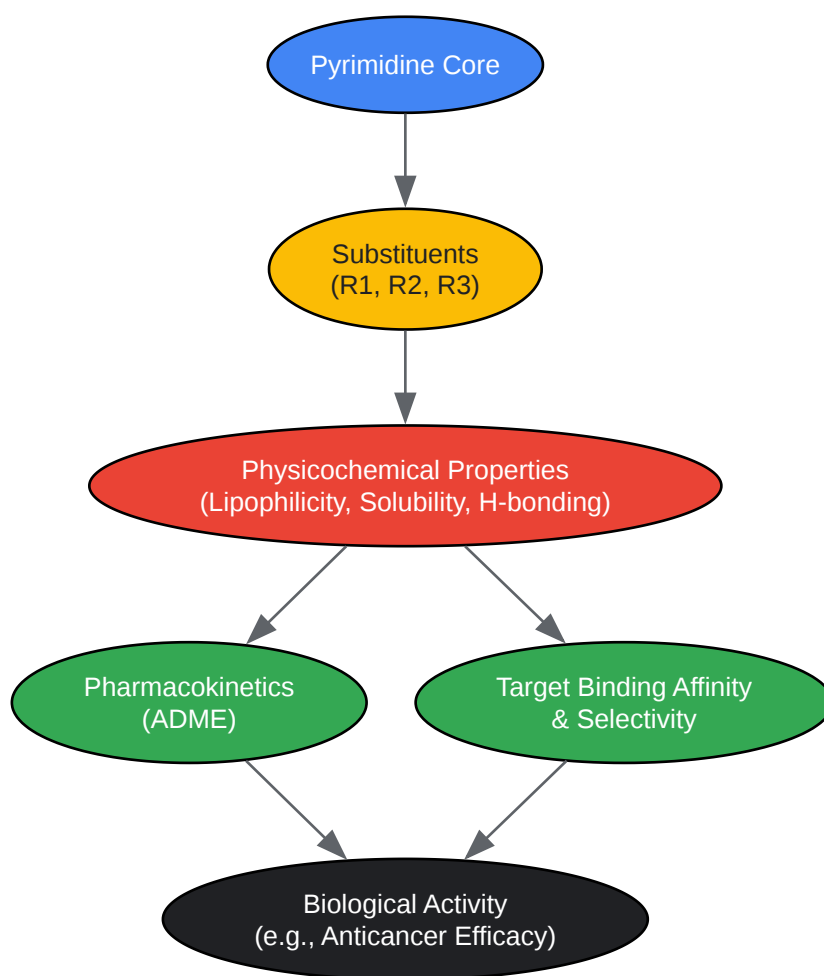 Pyrimidine Core
Substituents
(R1, R2, R3)
Physicochemical Properties
(Lipophilicity, Solubility, H-bonding)
Pharmacokinetics
(ADME)
Target Binding Affinity
& Selectivity
Biological Activity
(e.g., Anticancer Efficacy)